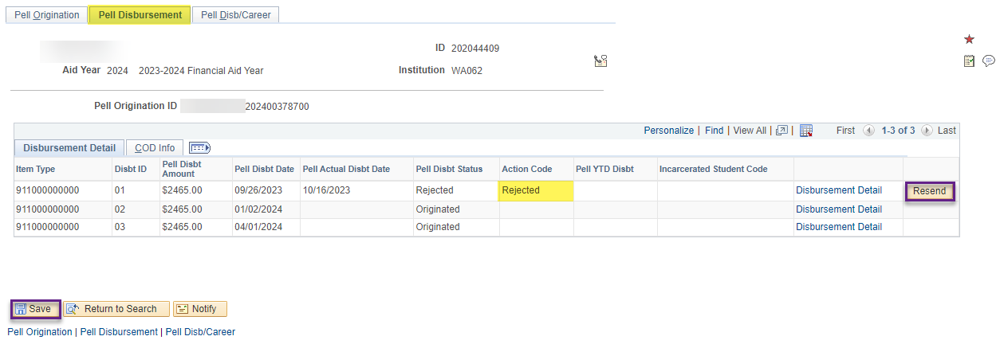 Pell Origination Pell Disbursement Pell Disb/Career
ID 202044409
Aid Year 2024 2023-2024 Financial Aid Year Institution WA062
Pell Origination ID 202400378700
Personalize | Find | View All | | First 1-3 of 3 Last
Disbursement Detail COD Info
Item Type Disbt ID Pell Disbt Amount Pell Disbt Date Pell Actual Disbt Date Pell Disbt Status Action Code Pell YTD Disbt Incarcerated Student Code
911000000000 01 $2465.00 09/26/2023 10/16/2023 Rejected Rejected Disbursement Detail Resend
911000000000 02 $2465.00 01/02/2024 Originated Disbursement Detail
911000000000 03 $2465.00 04/01/2024 Originated Disbursement Detail
Save Return to Search Notify
Pell Origination | Pell Disbursement | Pell Disb/Career